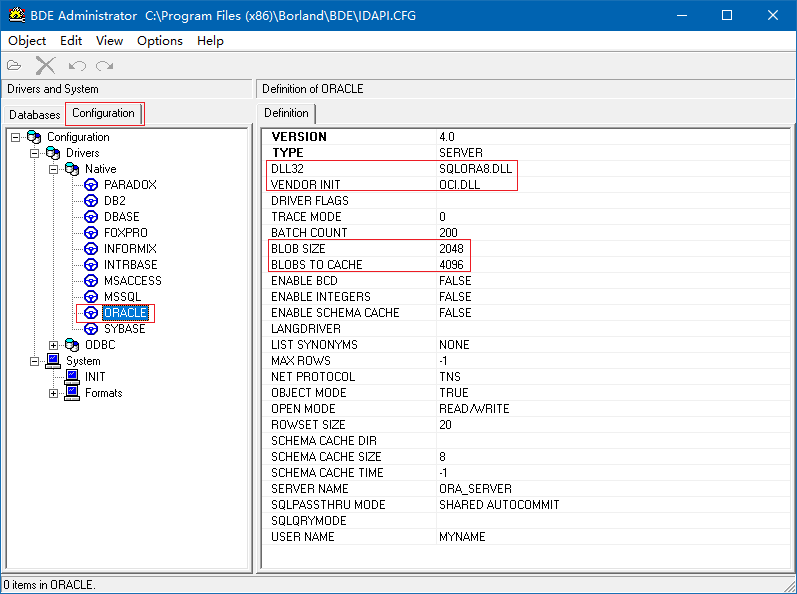 BDE Administrator C:\Program Files (x86)\Borland\BDE\IDAPI.CFG
Object Edit View Options Help
Drivers and System
Definition of ORACLE
Databases Configuration
Definition
Configuration
Drivers
Native
PARADOX
DB2
DBASE
FOXPRO
INFORMIX
INTRBASE
MSACCESS
MSSQL
ORACLE
SYBASE
ODBC
System
INIT
Formats
VERSION 4.0
TYPE SERVER
DLL32 SQLORA8.DLL
VENDOR INIT OCI.DLL
DRIVER FLAGS
TRACE MODE 0
BATCH COUNT 200
BLOB SIZE 2048
BLOBS TO CACHE 4096
ENABLE BCD FALSE
ENABLE INTEGERS FALSE
ENABLE SCHEMA CACHE FALSE
LANGDRIVER
LIST SYNONYMS NONE
MAX ROWS -1
NET PROTOCOL TNS
OBJECT MODE TRUE
OPEN MODE READ/WRITE
ROWSET SIZE 20
SCHEMA CACHE DIR
SCHEMA CACHE SIZE 8
SCHEMA CACHE TIME -1
SERVER NAME ORA_SERVER
SQLPASSTHRU MODE SHARED AUTOCOMMIT
SQLQRYMODE
USER NAME MYNAME
0 items in ORACLE.